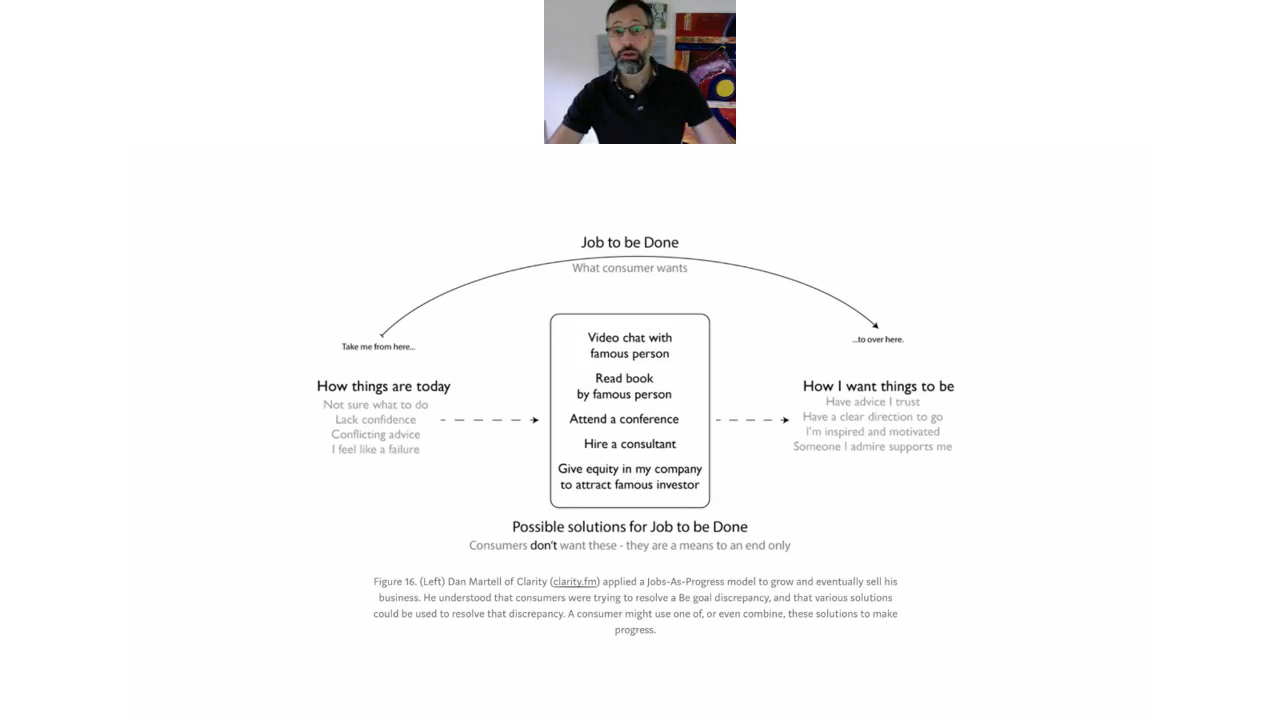 Job to be Done
What consumer wants
Take me from here...
...to over here.
How things are today
Not sure what to do
Lack confidence
Conflicting advice
I feel like a failure
Video chat with
famous person
Read book
by famous person
Attend a conference
Hire a consultant
Give equity in my company
to attract famous investor
How I want things to be
Have advice I trust
Have a clear direction to go
I'm inspired and motivated
Someone I admire supports me
Possible solutions for Job to be Done
Consumers don't want these - they are a means to an end only
Figure 16. (Left) Dan Martell of Clarity (clarity.fm) applied a Jobs-As-Progress model to grow and eventually sell his
business. He understood that consumers were trying to resolve a Be goal discrepancy, and that various solutions
could be used to resolve that discrepancy. A consumer might use one of, or even combine, these solutions to make
progress.